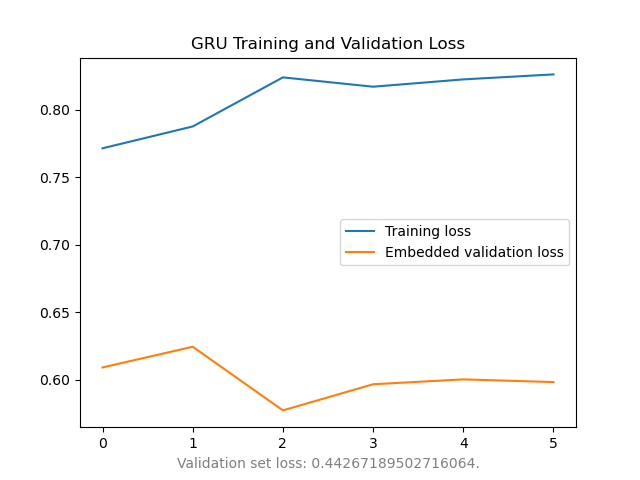 GRU Training and Validation Loss
0.80
0.75
0.70
0.65
0.60
Training loss
Embedded validation loss
0 1 2 3 4 5
Validation set loss: 0.44267189502716064.